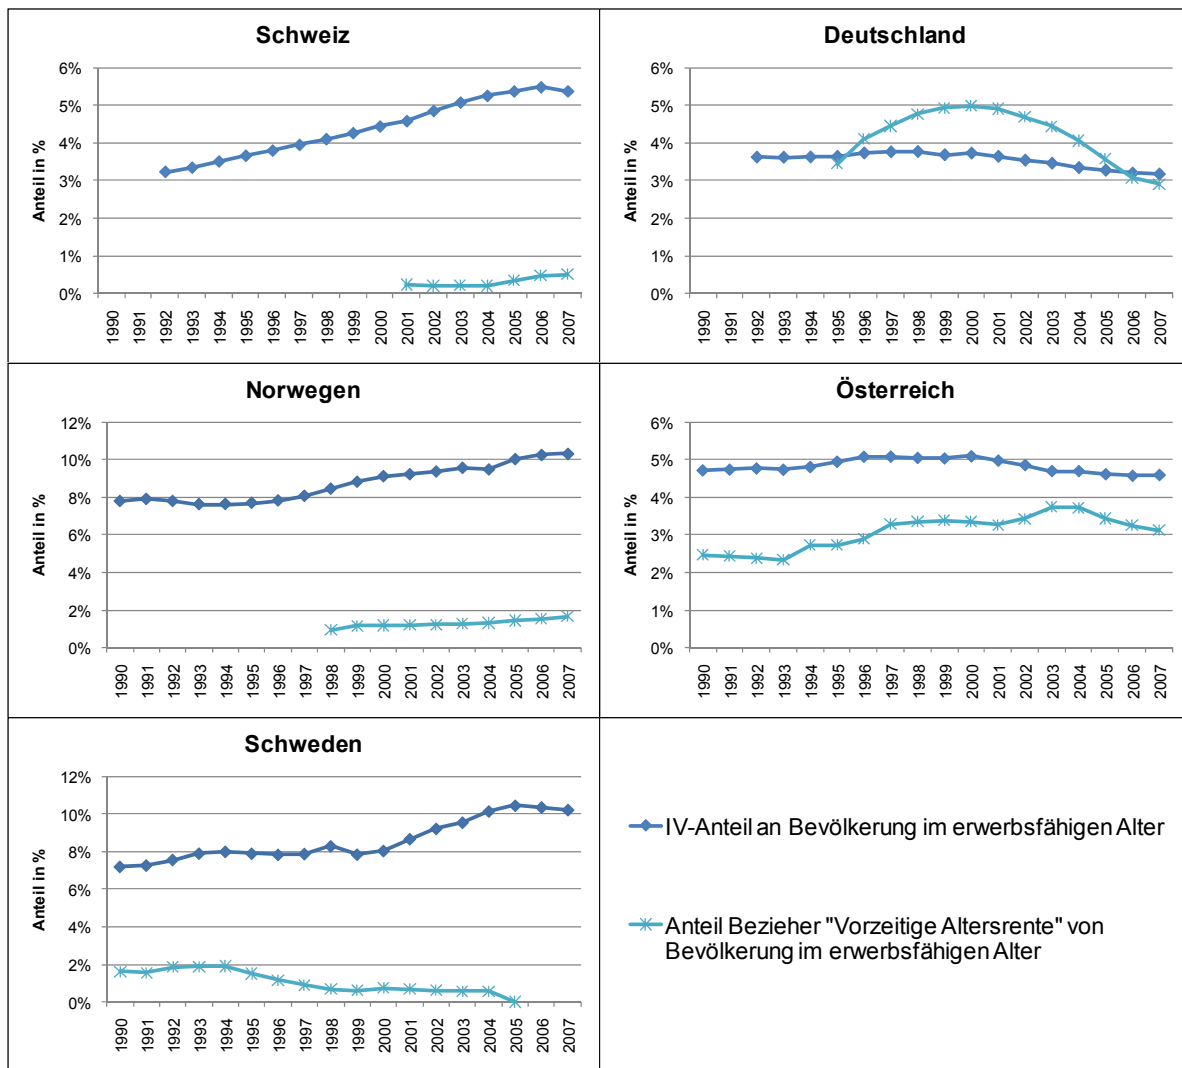 Schweiz
Anteil in %
6%
5%
4%
3%
2%
1%
0%
1990 1991 1992 1993 1994 1995 1996 1997 1998 1999 2000 2001 2002 2003 2004 2005 2006 2007
Deutschland
Anteil in %
6%
5%
4%
3%
2%
1%
0%
1990 1991 1992 1993 1994 1995 1996 1997 1998 1999 2000 2001 2002 2003 2004 2005 2006 2007
Norwegen
Anteil in %
12%
10%
8%
6%
4%
2%
0%
1990 1991 1992 1993 1994 1995 1996 1997 1998 1999 2000 2001 2002 2003 2004 2005 2006 2007
Österreich
Anteil in %
6%
5%
4%
3%
2%
1%
0%
1990 1991 1992 1993 1994 1995 1996 1997 1998 1999 2000 2001 2002 2003 2004 2005 2006 2007
Schweden
Anteil in %
12%
10%
8%
6%
4%
2%
0%
1990 1991 1992 1993 1994 1995 1996 1997 1998 1999 2000 2001 2002 2003 2004 2005 2006 2007
IV-Anteil an Bevölkerung im erwerbsfähigen Alter
Anteil Bezieher "Vorzeitige Altersrente" von
Bevölkerung im erwerbsfähigen Alter